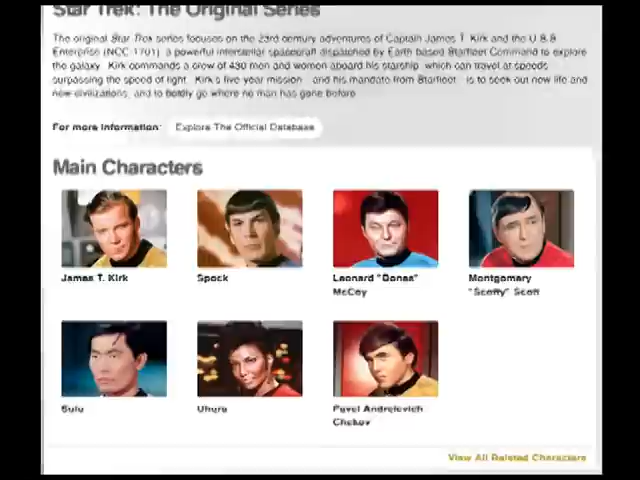 Star Trek: The Original Series
The original Star Trek series focuses on the 23rd century adventures of Captain James T. Kirk and the U.S.S.
Enterprise (NCC 1701), a powerful interstellar spacecraft dispatched by Earth based Starfleet Command to explore
the galaxy. Kirk commands a crew of 430 men and women aboard his starship, which can travel at speeds
surpassing the speed of light. Kirk's five year mission - and his mandate from Starfleet - is to seek out new life and
new civilizations, and to boldly go where no man has gone before.
For more information: Explore The Official Database
Main Characters
James T. Kirk
Spock
Leonard "Bones"
McCoy
Montgomery
"Scotty" Scott
Sulu
Uhura
Pavel Andreievich
Chekov
View All Related Characters